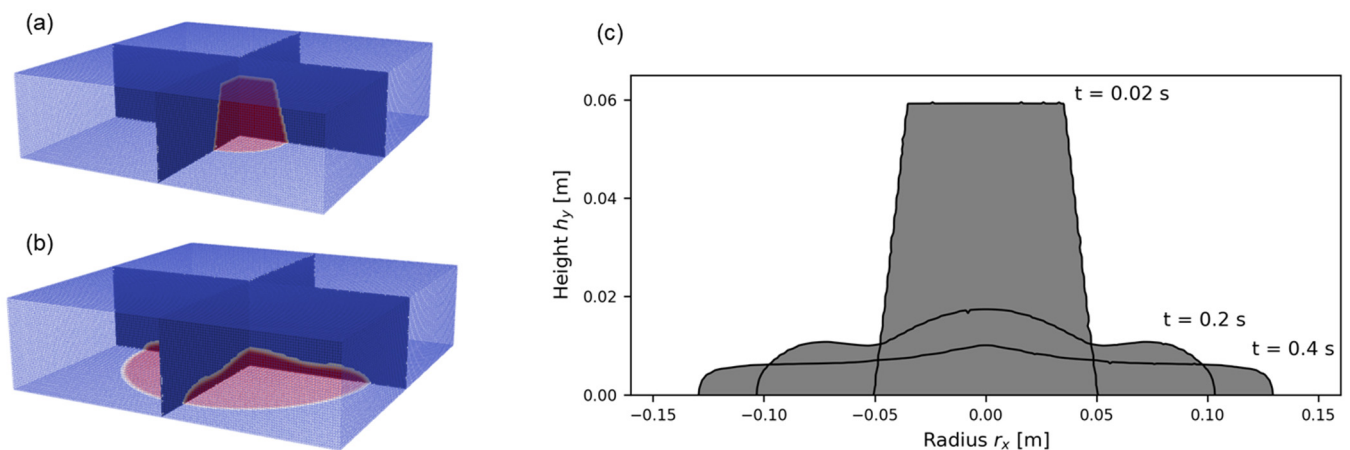 (a)
(b)
(c)
0.06
0.04
0.02
0.00
Height h_y [m]
t = 0.02 s
t = 0.2 s
t = 0.4 s
−0.15 −0.10 −0.05 0.00 0.05 0.10 0.15
Radius r_x [m]